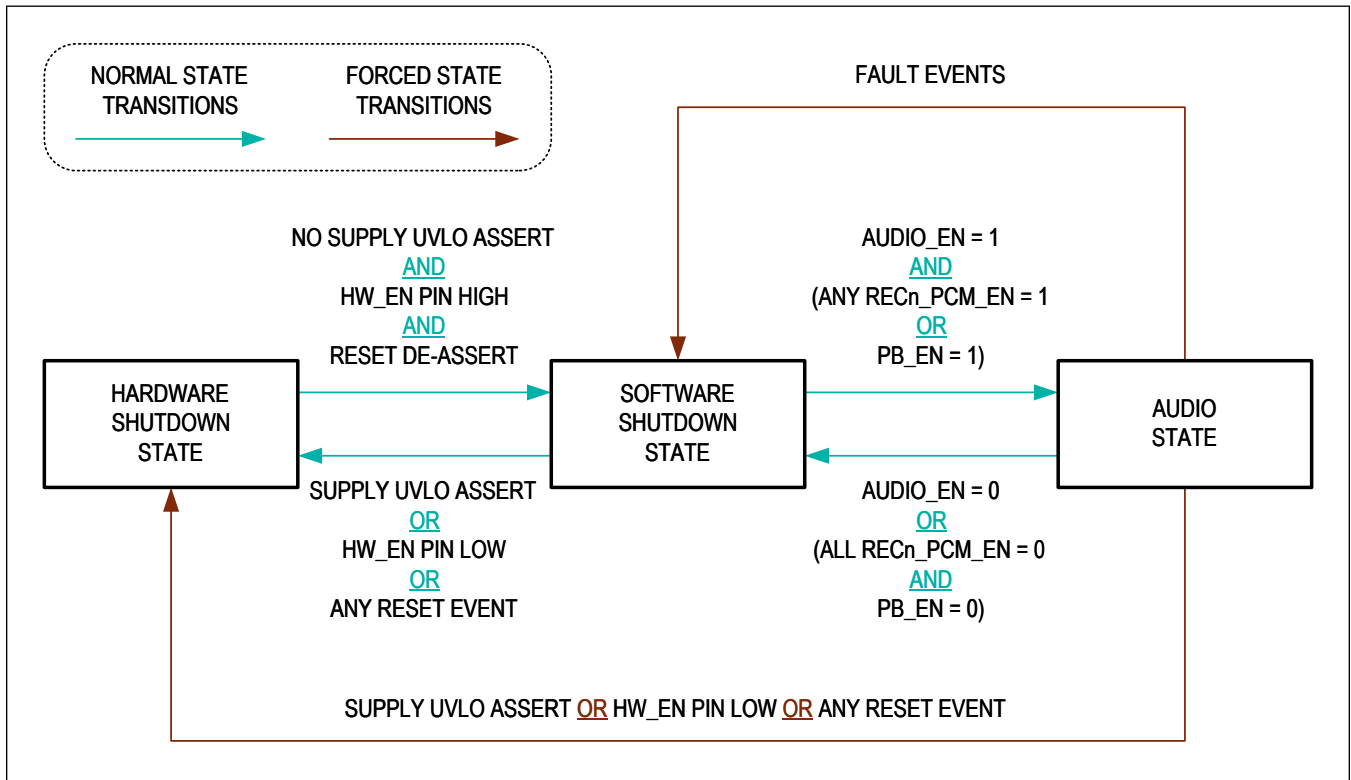 NORMAL STATE
TRANSITIONS
FORCED STATE
TRANSITIONS
FAULT EVENTS
NO SUPPLY UVLO ASSERT
AND
HW_EN PIN HIGH
AND
RESET DE-ASSERT
AUDIO_EN = 1
AND
(ANY RECn_PCM_EN = 1
OR
PB_EN = 1)
HARDWARE
SHUTDOWN
STATE
SOFTWARE
SHUTDOWN
STATE
AUDIO
STATE
SUPPLY UVLO ASSERT
OR
HW_EN PIN LOW
OR
ANY RESET EVENT
AUDIO_EN = 0
OR
(ALL RECn_PCM_EN = 0
AND
PB_EN = 0)
SUPPLY UVLO ASSERT OR HW_EN PIN LOW OR ANY RESET EVENT